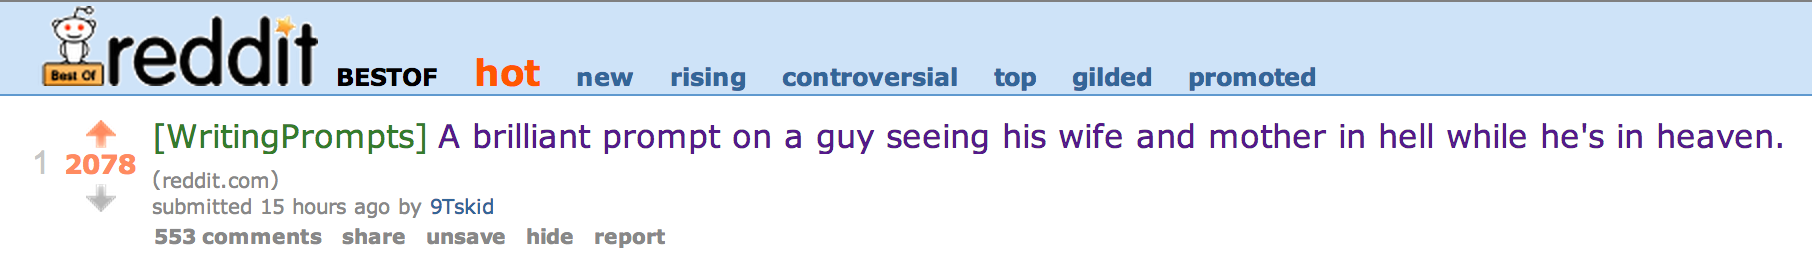 Best Of reddit BESTOF hot new rising controversial top gilded promoted
[WritingPrompts] A brilliant prompt on a guy seeing his wife and mother in hell while he's in heaven.
1 2078
(reddit.com)
submitted 15 hours ago by 9Tskid
553 comments share unsave hide report